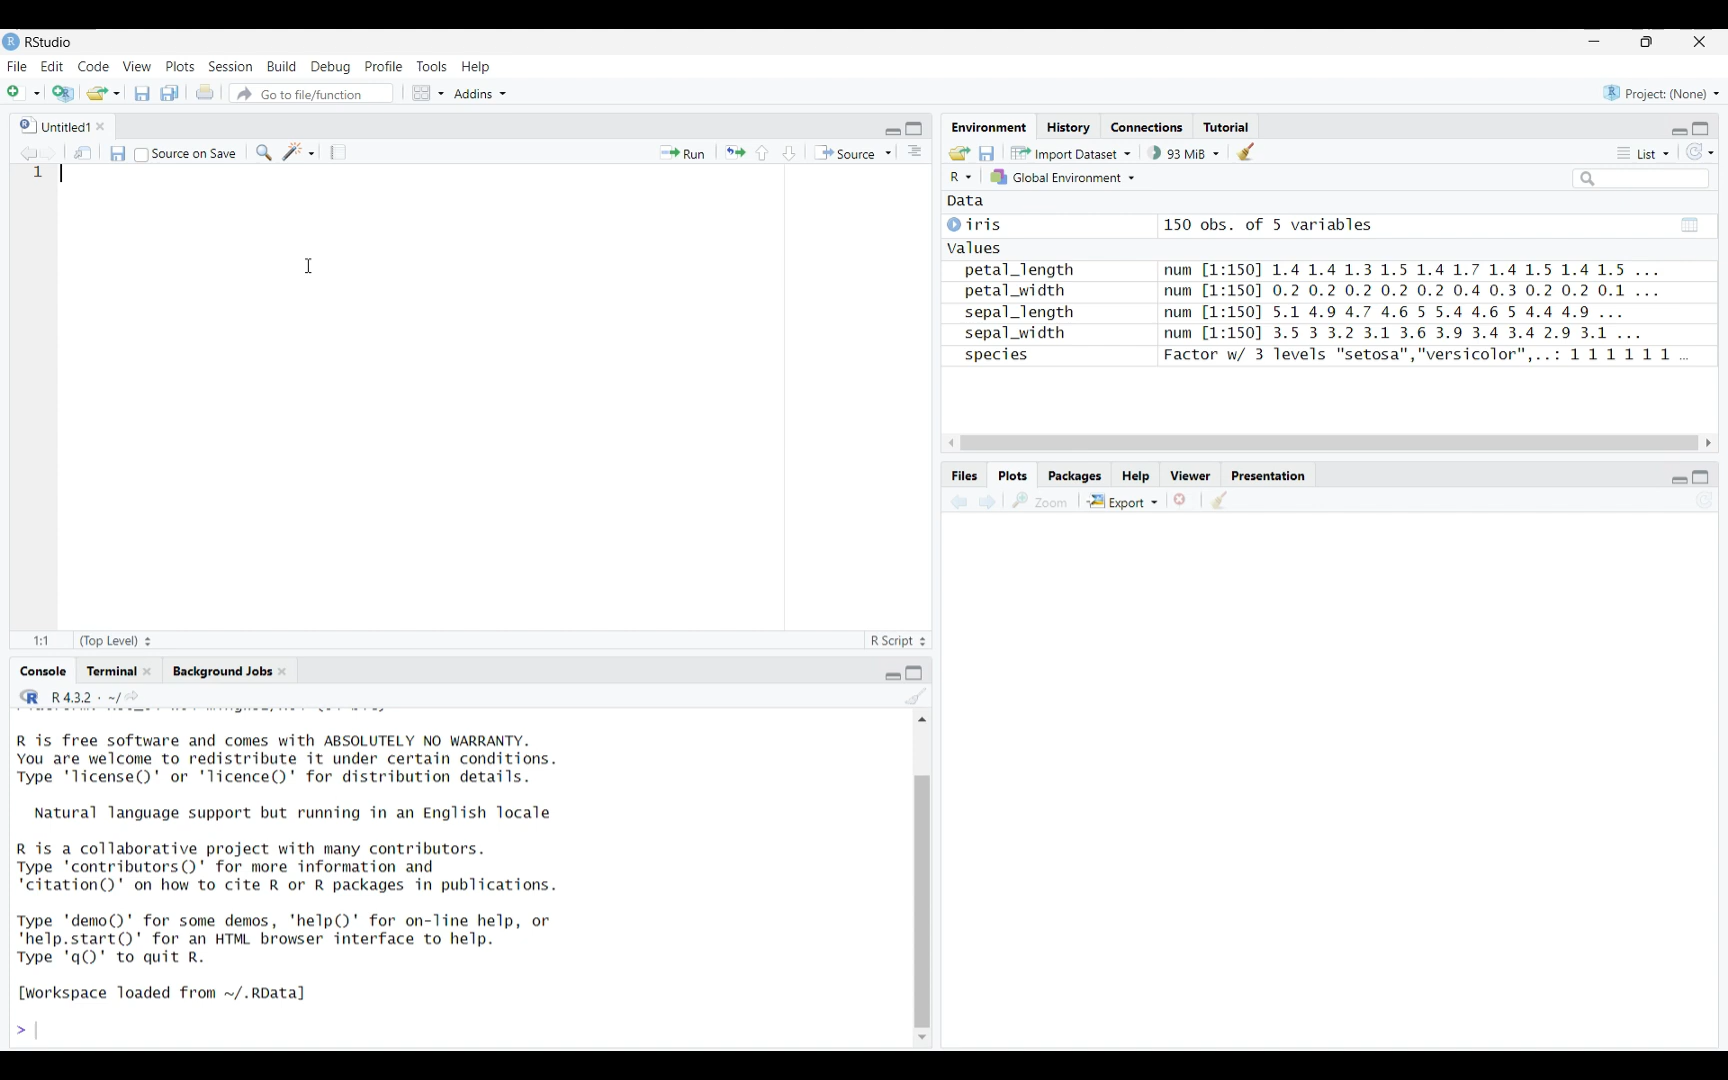 RStudio
File Edit Code View Plots Session Build Debug Profile Tools Help
Go to file/function Addins Project: (None)
Untitled1
Source on Save Run Source
1
1:1 (Top Level) R Script
Console Terminal Background Jobs
R 4.3.2 · ~/
R is free software and comes with ABSOLUTELY NO WARRANTY.
You are welcome to redistribute it under certain conditions.
Type 'license()' or 'licence()' for distribution details.
Natural language support but running in an English locale
R is a collaborative project with many contributors.
Type 'contributors()' for more information and
'citation()' on how to cite R or R packages in publications.
Type 'demo()' for some demos, 'help()' for on-line help, or
'help.start()' for an HTML browser interface to help.
Type 'q()' to quit R.
[Workspace loaded from ~/.RData]
>
Environment History Connections Tutorial
Import Dataset 93 MiB List
R Global Environment
Data
iris 150 obs. of 5 variables
Values
petal_length num [1:150] 1.4 1.4 1.3 1.5 1.4 1.7 1.4 1.5 1.4 1.5 ...
petal_width num [1:150] 0.2 0.2 0.2 0.2 0.2 0.4 0.3 0.2 0.2 0.1 ...
sepal_length num [1:150] 5.1 4.9 4.7 4.6 5 5.4 4.6 5 4.4 4.9 ...
sepal_width num [1:150] 3.5 3 3.2 3.1 3.6 3.9 3.4 3.4 2.9 3.1 ...
species Factor w/ 3 levels "setosa","versicolor",..: 1 1 1 1 1 1 ...
Files Plots Packages Help Viewer Presentation
Zoom Export